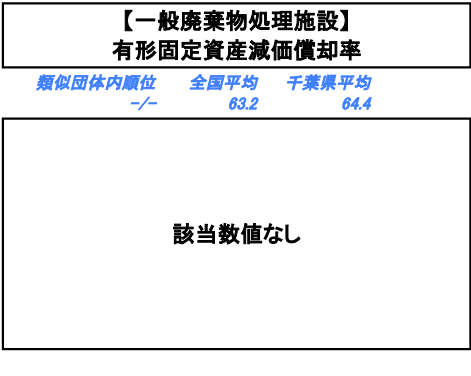 【一般廃棄物処理施設】
有形固定資産減価償却率
類似団体内順位 全国平均 千葉県平均
-/- 63.2 64.4
該当数値なし